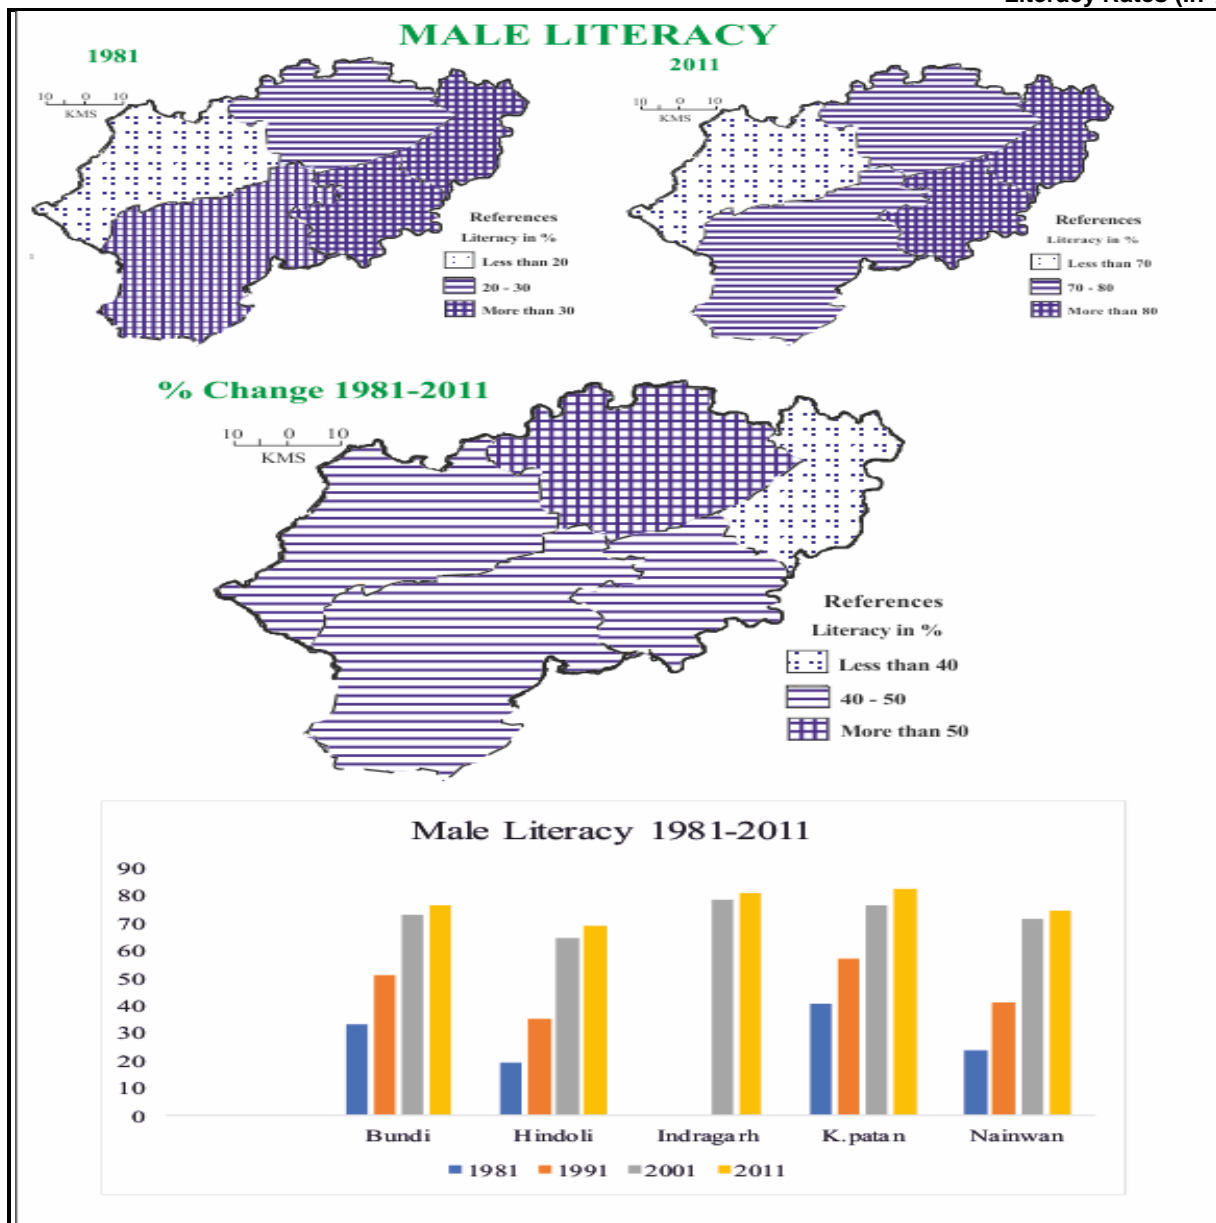 Literacy Rates (in
MALE LITERACY
1981
2011
10 0 10
KMS
10 0 10
KMS
References
Literacy in %
Less than 20
20 - 30
More than 30
References
Literacy in %
Less than 70
70 - 80
More than 80
% Change 1981-2011
10 0 10
KMS
References
Literacy in %
Less than 40
40 - 50
More than 50
Male Literacy 1981-2011
90
80
70
60
50
40
30
20
10
0
Bundi Hindoli Indragarh K.patan Nainwan
1981 1991 2001 2011